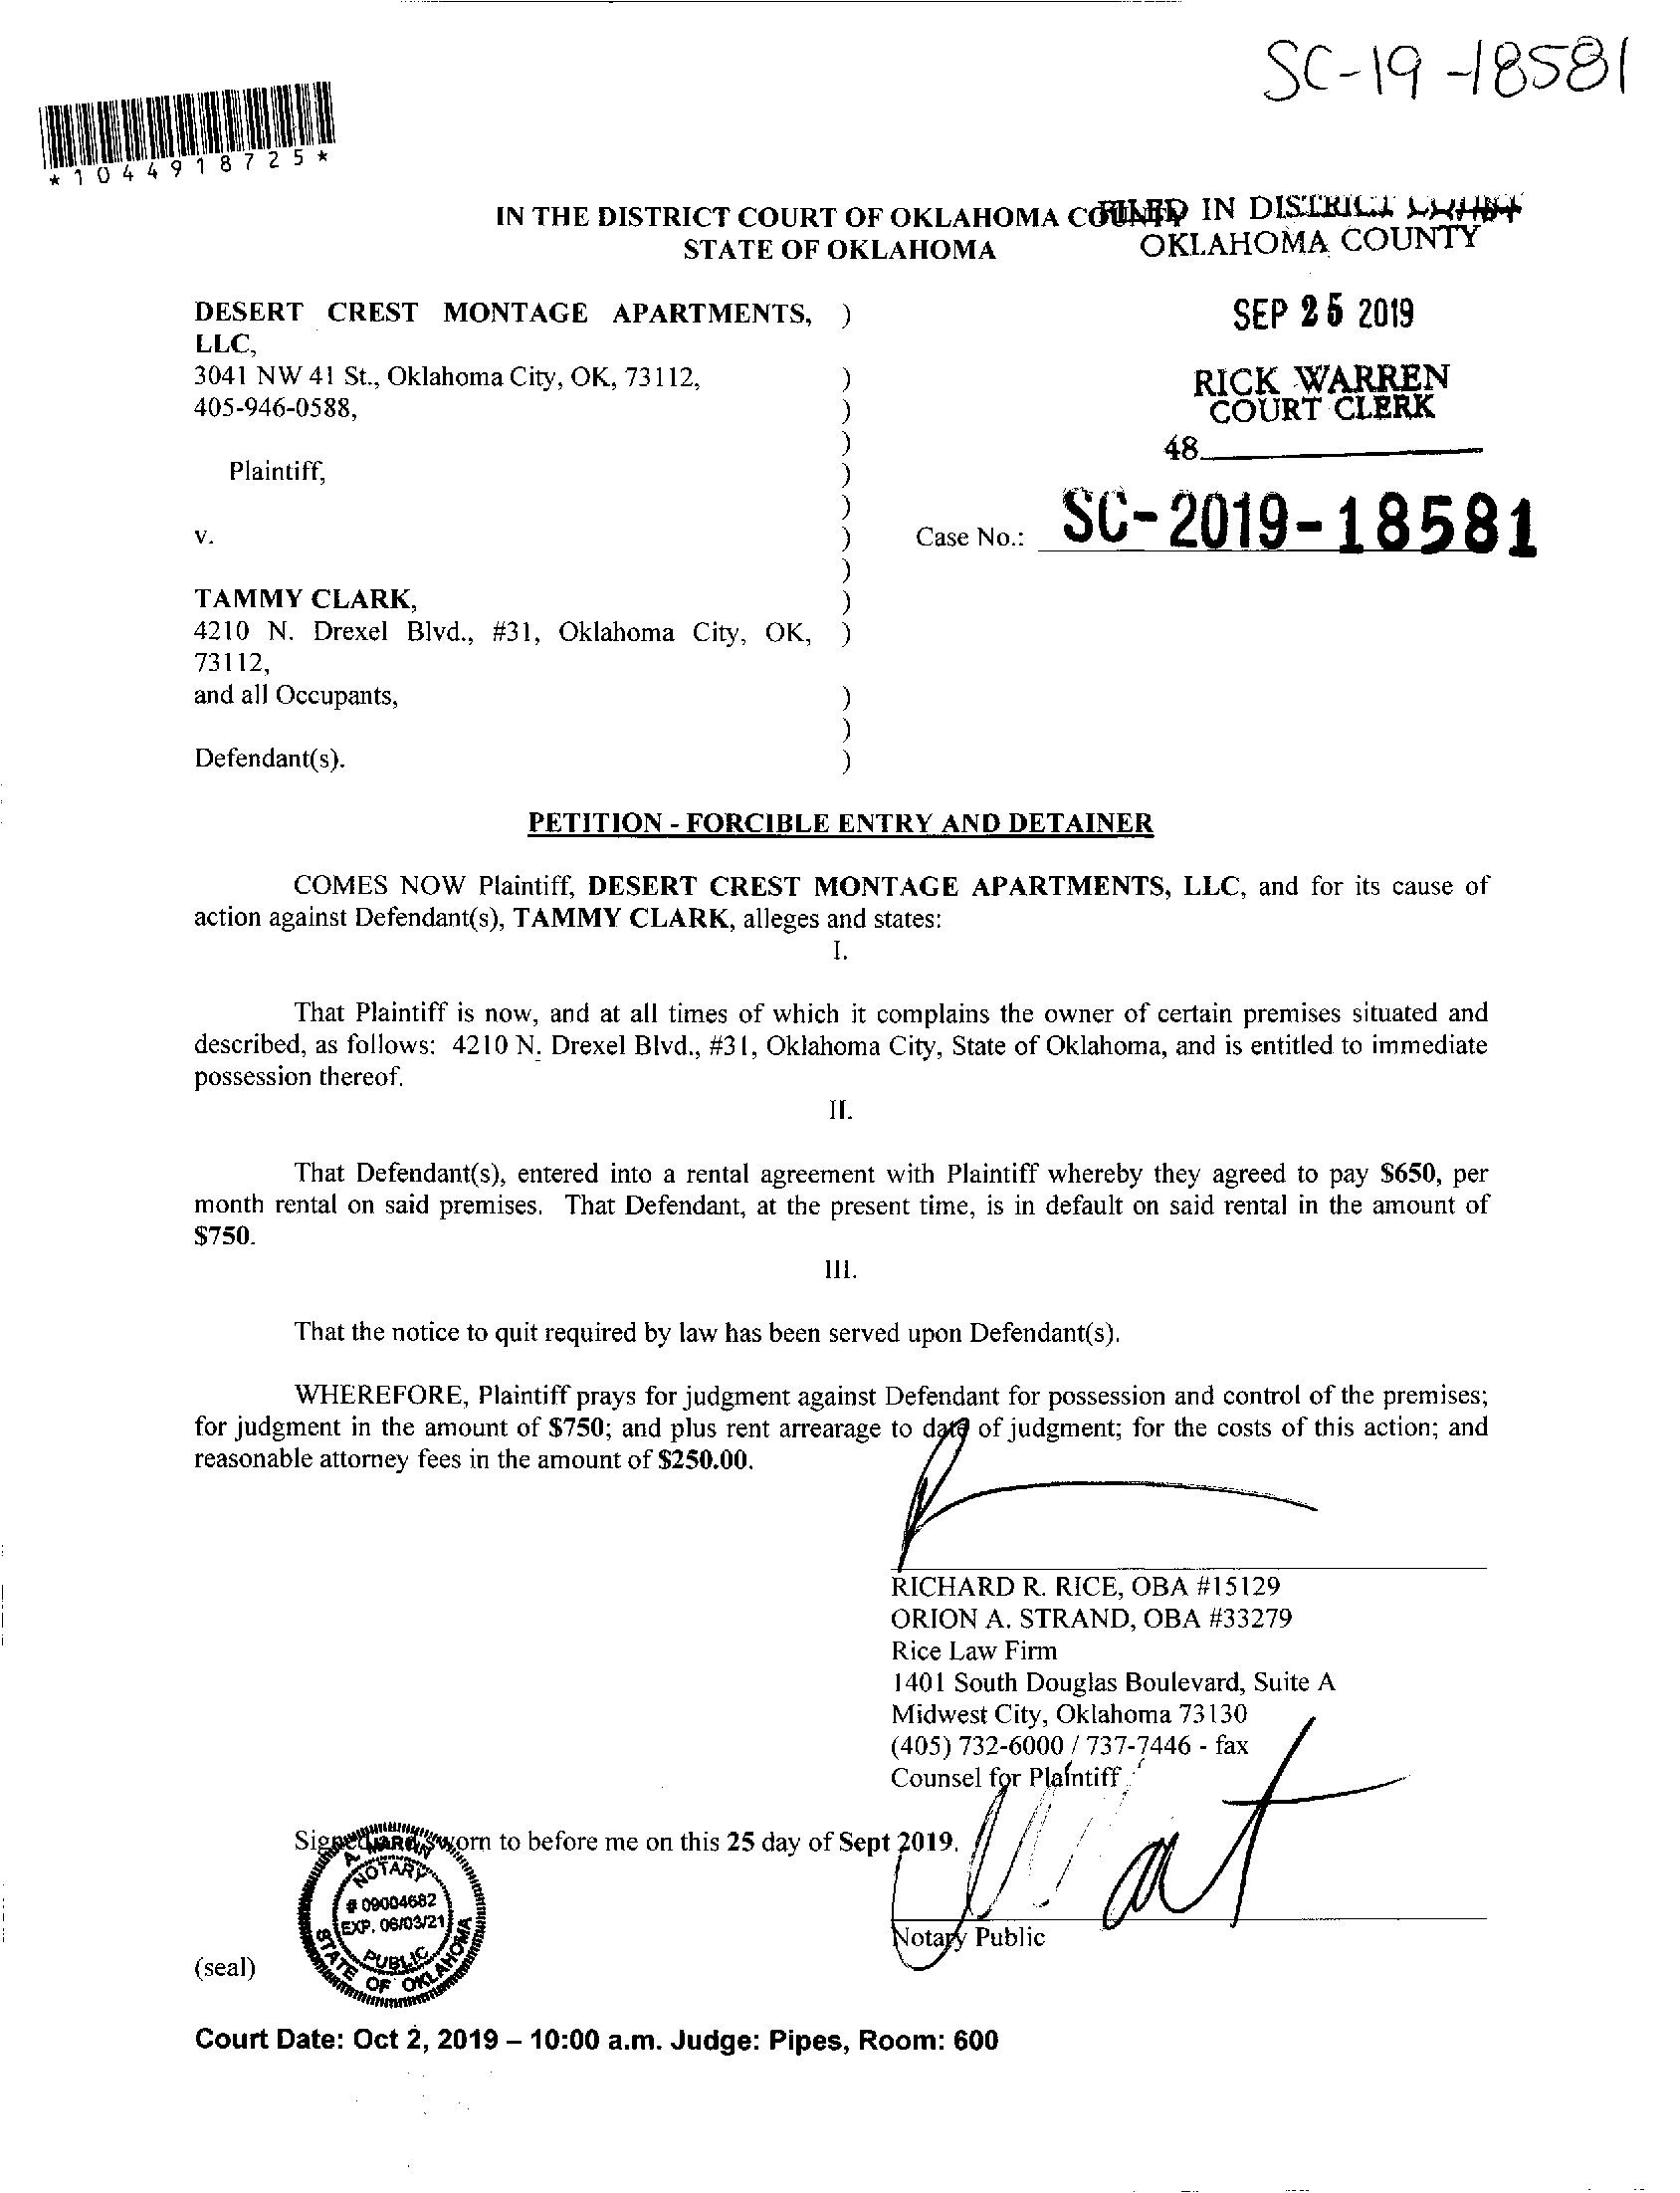 SC-19-18581
*1044918725*
IN THE DISTRICT COURT OF OKLAHOMA COUNTY
STATE OF OKLAHOMA
FILED IN DISTRICT COURT
OKLAHOMA COUNTY
SEP 25 2019
RICK WARREN
COURT CLERK
48
DESERT CREST MONTAGE APARTMENTS, )
LLC,
3041 NW 41 St., Oklahoma City, OK, 73112, )
405-946-0588, )
)
Plaintiff, )
)
v. ) Case No.: SC-2019-18581
)
TAMMY CLARK, )
4210 N. Drexel Blvd., #31, Oklahoma City, OK, )
73112,
and all Occupants, )
)
Defendant(s). )
PETITION - FORCIBLE ENTRY AND DETAINER
COMES NOW Plaintiff, DESERT CREST MONTAGE APARTMENTS, LLC, and for its cause of
action against Defendant(s), TAMMY CLARK, alleges and states:
I.
That Plaintiff is now, and at all times of which it complains the owner of certain premises situated and
described, as follows: 4210 N. Drexel Blvd., #31, Oklahoma City, State of Oklahoma, and is entitled to immediate
possession thereof.
II.
That Defendant(s), entered into a rental agreement with Plaintiff whereby they agreed to pay $650, per
month rental on said premises. That Defendant, at the present time, is in default on said rental in the amount of
$750.
III.
That the notice to quit required by law has been served upon Defendant(s).
WHEREFORE, Plaintiff prays for judgment against Defendant for possession and control of the premises;
for judgment in the amount of $750; and plus rent arrearage to date of judgment; for the costs of this action; and
reasonable attorney fees in the amount of $250.00.
RICHARD R. RICE, OBA #15129
ORION A. STRAND, OBA #33279
Rice Law Firm
1401 South Douglas Boulevard, Suite A
Midwest City, Oklahoma 73130
(405) 732-6000 / 737-7446 - fax
Counsel for Plaintiff
Signed and sworn to before me on this 25 day of Sept 2019.
NOTARY
# 09004682
EXP. 06/03/21
PUBLIC
STATE OF OKLAHOMA
Notary Public
(seal)
Court Date: Oct 2, 2019 – 10:00 a.m. Judge: Pipes, Room: 600